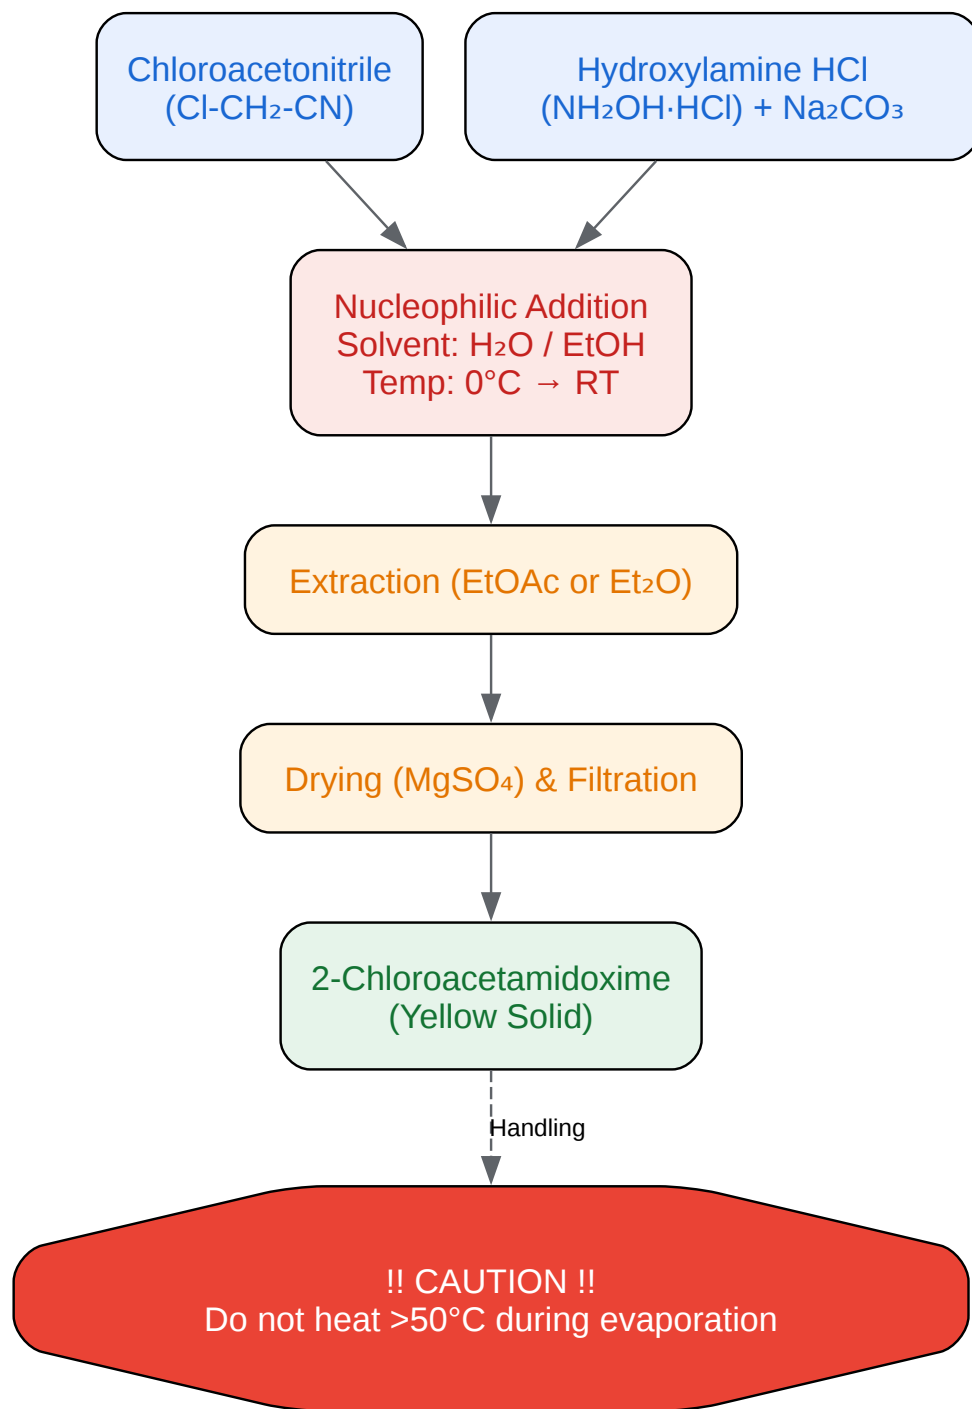 Chloroacetonitrile
(Cl-CH₂-CN)
Hydroxylamine HCl
(NH₂OH·HCl) + Na₂CO₃
Nucleophilic Addition
Solvent: H₂O / EtOH
Temp: 0°C → RT
Extraction (EtOAc or Et₂O)
Drying (MgSO₄) & Filtration
2-Chloroacetamidoxime
(Yellow Solid)
Handling
!! CAUTION !!
Do not heat >50°C during evaporation